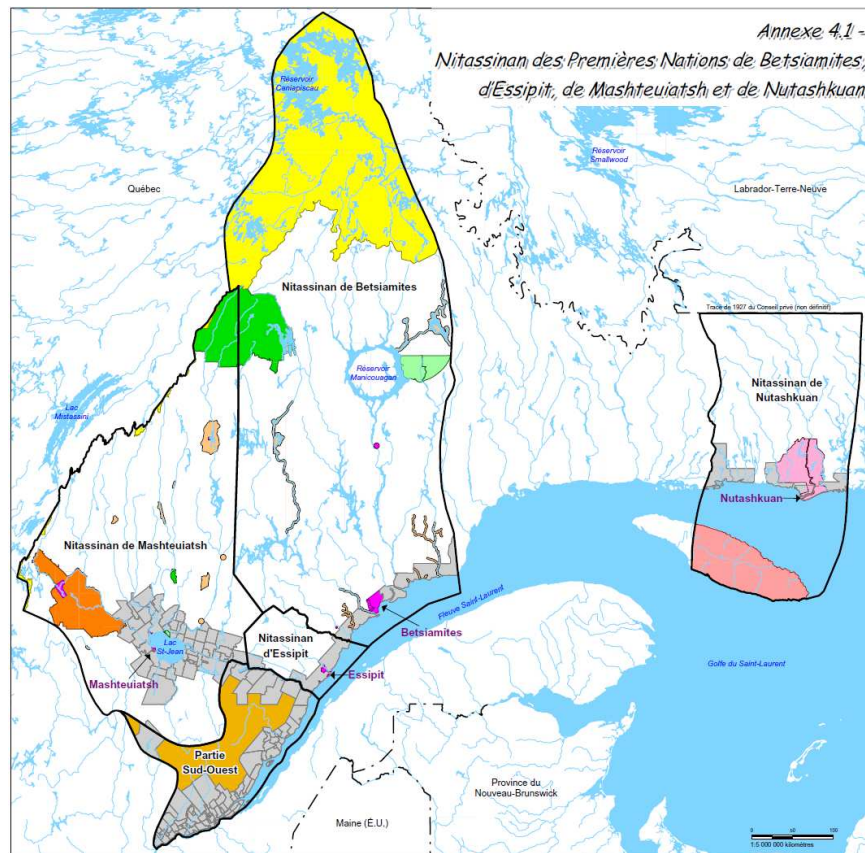 Annexe 4.1 -
Nitassinan des Premières Nations de Betsiamites,
d'Essipit, de Mashteuiatsh et de Nutashkuan
Réservoir
Caniapiscau
Réservoir
Smallwood
Québec
Labrador-Terre-Neuve
Nitassinan de Betsiamites
Tracé de 1927 du Conseil privé (non définitif)
Réservoir
Manicouagan
Nitassinan de
Nutashkuan
Lac
Mistassini
Nutashkuan
Nitassinan de Mashteuiatsh
Fleuve Saint-Laurent
Betsiamites
Nitassinan
d'Essipit
Lac
St-Jean
Essipit
Mashteuiatsh
Golfe du Saint-Laurent
Partie
Sud-Ouest
Province du
Nouveau-Brunswick
Maine (É.U.)
0 50 100
1:5 000 000 kilomètres